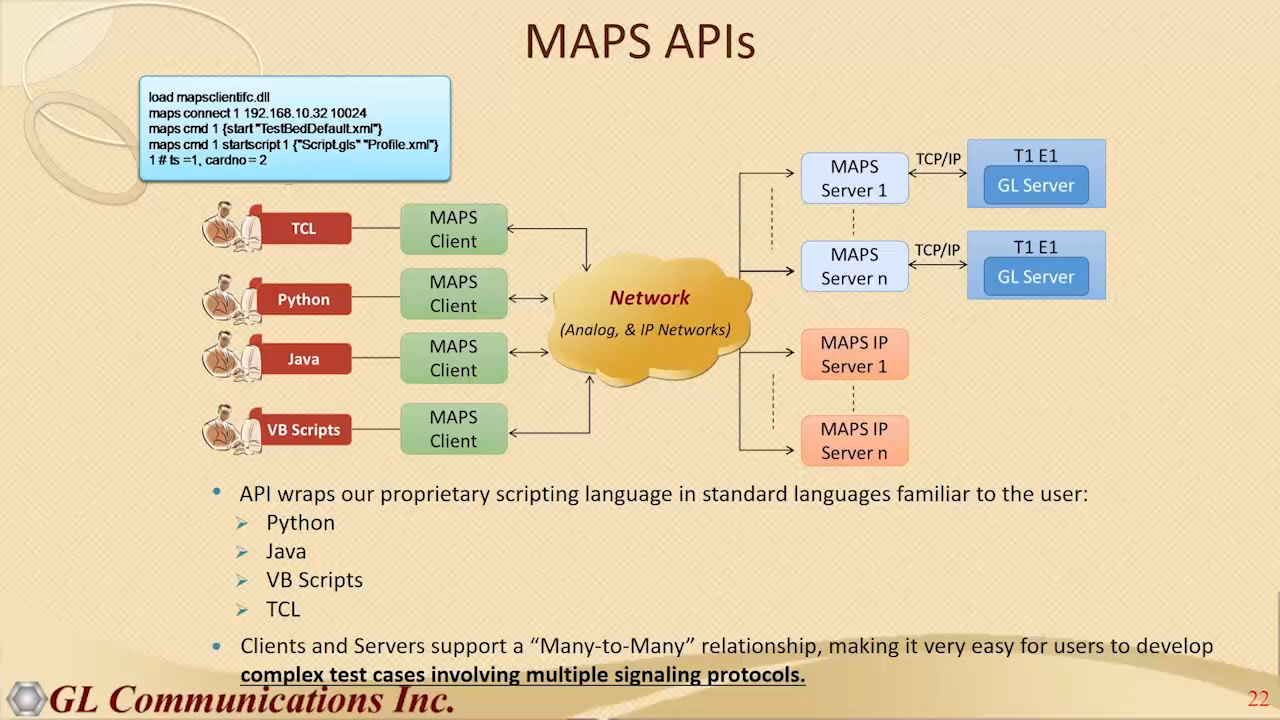 MAPS APIs
load mapsclientifc.dll
maps connect 1 192.168.10.32 10024
maps cmd 1 {start "TestBedDefault.xml"}
maps cmd 1 startscript 1 {"Script.gls" "Profile.xml"}
1 # ts =1, cardno = 2
TCL
MAPS
Client
Python
MAPS
Client
Java
MAPS
Client
VB Scripts
MAPS
Client
Network
(Analog, & IP Networks)
MAPS
Server 1
TCP/IP
T1 E1
GL Server
MAPS
Server n
TCP/IP
T1 E1
GL Server
MAPS IP
Server 1
MAPS IP
Server n
• API wraps our proprietary scripting language in standard languages familiar to the user:
➢ Python
➢ Java
➢ VB Scripts
➢ TCL
• Clients and Servers support a “Many-to-Many” relationship, making it very easy for users to develop
complex test cases involving multiple signaling protocols.
GL Communications Inc.
22